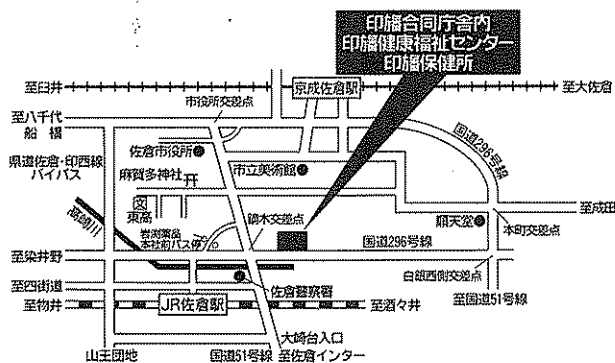 印旛合同庁舎内
印旛健康福祉センター
印旛保健所
至臼井
京成佐倉駅
至大佐倉
市役所交差点
至八千代
船橋
国道296号線
県道佐倉・印西線
バイパス
佐倉市役所
市立美術館
麻賀多神社
文
東高
高崎川
岩渕薬品
本社前バス停
鏑木交差点
順天堂
本町交差点
至成田
至染井野
国道296号線
白銀西側交差点
至四街道
佐倉警察署
至国道51号線
至物井
JR佐倉駅
至酒々井
大崎台入口
山王団地
国道51号線
至佐倉インター